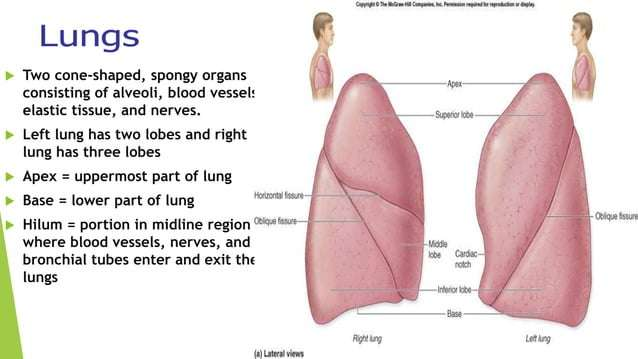 Copyright © The McGraw-Hill Companies, Inc. Permission required for reproduction or display.
Lungs
Two cone-shaped, spongy organs
consisting of alveoli, blood vessels
elastic tissue, and nerves.
Left lung has two lobes and right
lung has three lobes
Apex = uppermost part of lung
Base = lower part of lung
Hilum = portion in midline region
where blood vessels, nerves, and
bronchial tubes enter and exit the
lungs
Apex
Superior lobe
Horizontal fissure
Oblique fissure
Oblique fissure
Middle
lobe
Cardiac
notch
Inferior lobe
Base
Right lung
Left lung
(a) Lateral views